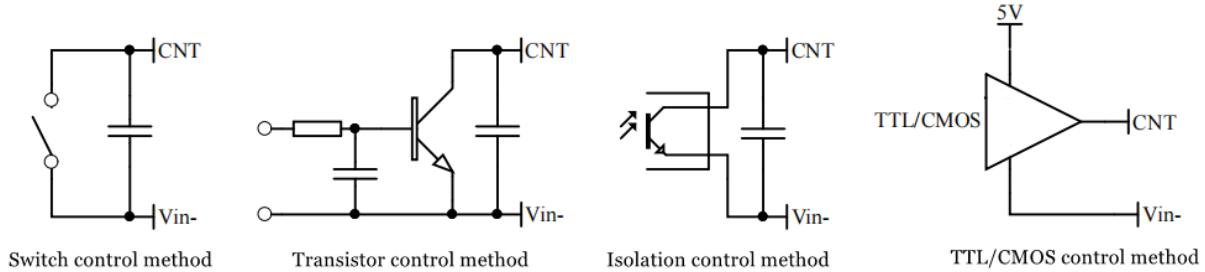 CNT
Vin-
Switch control method
CNT
Vin-
Transistor control method
CNT
Vin-
Isolation control method
5V
TTL/CMOS
CNT
Vin-
TTL/CMOS control method